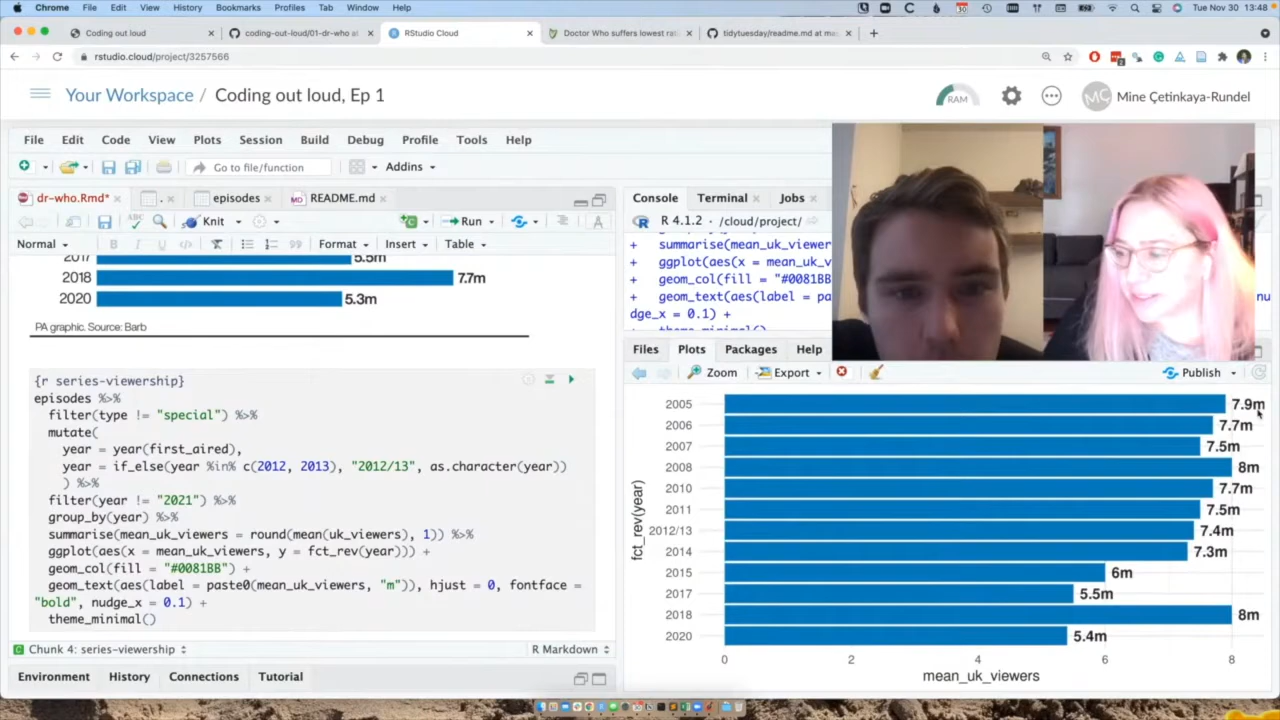 Chrome File Edit View History Bookmarks Profiles Tab Window Help Tue Nov 30 13:48
Coding out loud × coding-out-loud/01-dr-who a × RStudio Cloud × Doctor Who suffers lowest rat × tidytuesday/readme.md at ma × +
rstudio.cloud/project/3257566
Your Workspace / Coding out loud, Ep 1 RAM MÇ Mine Çetinkaya-Rundel
File Edit Code View Plots Session Build Debug Profile Tools Help
Go to file/function Addins
dr-who.Rmd* × . × episodes × README.md ×
Knit Run
Normal B I U Format Insert Table
2017 5.5m
2018 7.7m
2020 5.3m
PA graphic. Source: Barb
{r series-viewership}
episodes %>%
filter(type != "special") %>%
mutate(
year = year(first_aired),
year = if_else(year %in% c(2012, 2013), "2012/13", as.character(year))
) %>%
filter(year != "2021") %>%
group_by(year) %>%
summarise(mean_uk_viewers = round(mean(uk_viewers), 1)) %>%
ggplot(aes(x = mean_uk_viewers, y = fct_rev(year))) +
geom_col(fill = "#0081BB") +
geom_text(aes(label = paste0(mean_uk_viewers, "m")), hjust = 0, fontface =
"bold", nudge_x = 0.1) +
theme_minimal()
Chunk 4: series-viewership R Markdown
Environment History Connections Tutorial
Console Terminal × Jobs ×
R 4.1.2 · /cloud/project/
+ summarise(mean_uk_viewer
+ ggplot(aes(x = mean_uk_v
+ geom_col(fill = "#0081BB
+ geom_text(aes(label = pa nu
dge_x = 0.1) +
+ theme_minimal()
Files Plots Packages Help
Zoom Export Publish
2005 7.9m
2006 7.7m
2007 7.5m
2008 8m
2010 7.7m
2011 7.5m
2012/13 7.4m
2014 7.3m
2015 6m
2017 5.5m
2018 8m
2020 5.4m
fct_rev(year)
0 2 4 6 8
mean_uk_viewers